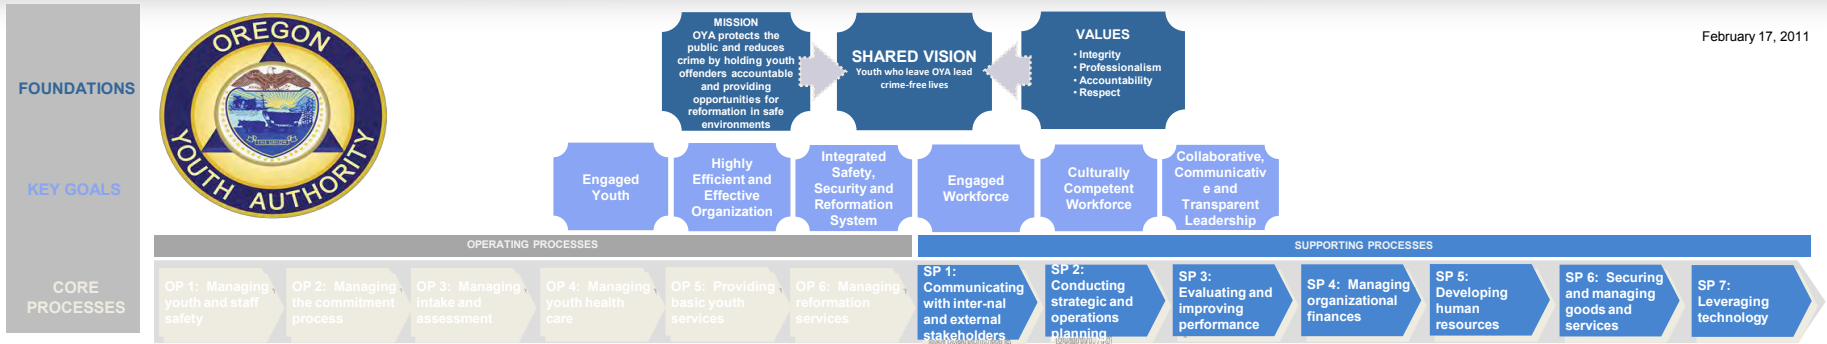 FOUNDATIONS
KEY GOALS
CORE
PROCESSES
OREGON
YOUTH AUTHORITY
THE UNION
MISSION
OYA protects the
public and reduces
crime by holding youth
offenders accountable
and providing
opportunities for
reformation in safe
environments
SHARED VISION
Youth who leave OYA lead
crime-free lives
VALUES
• Integrity
• Professionalism
• Accountability
• Respect
February 17, 2011
Engaged
Youth
Highly
Efficient and
Effective
Organization
Integrated
Safety,
Security and
Reformation
System
Engaged
Workforce
Culturally
Competent
Workforce
Collaborative,
Communicativ
e and
Transparent
Leadership
OPERATING PROCESSES
SUPPORTING PROCESSES
OP 1: Managing
youth and staff
safety
OP 2: Managing
the commitment
process
OP 3: Managing
intake and
assessment
OP 4: Managing
youth health
care
OP 5: Providing
basic youth
services
OP 6: Managing
reformation
services
SP 1:
Communicating
with inter-nal
and external
stakeholders
SP 2:
Conducting
strategic and
operations
planning
SP 3:
Evaluating and
improving
performance
SP 4: Managing
organizational
finances
SP 5:
Developing
human
resources
SP 6: Securing
and managing
goods and
services
SP 7:
Leveraging
technology